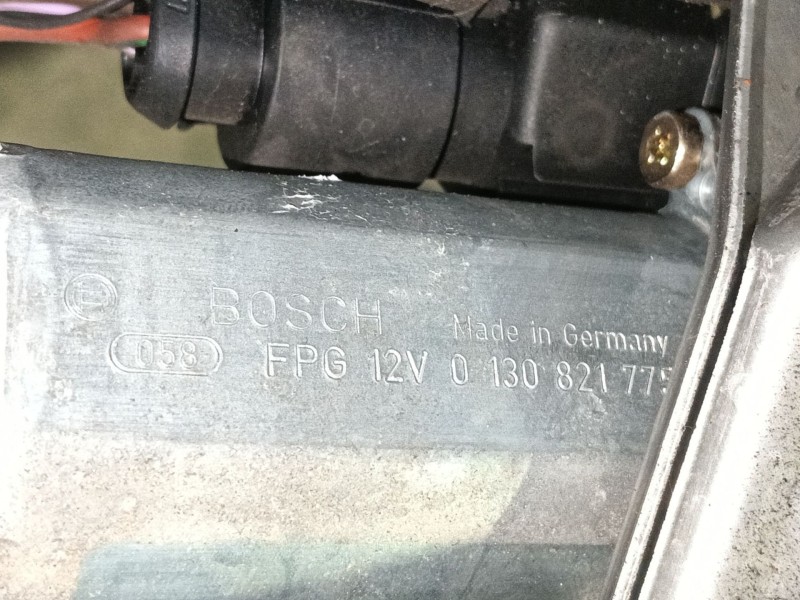 P
BOSCH Made in Germany
058 FPG 12V 0 130 821 775